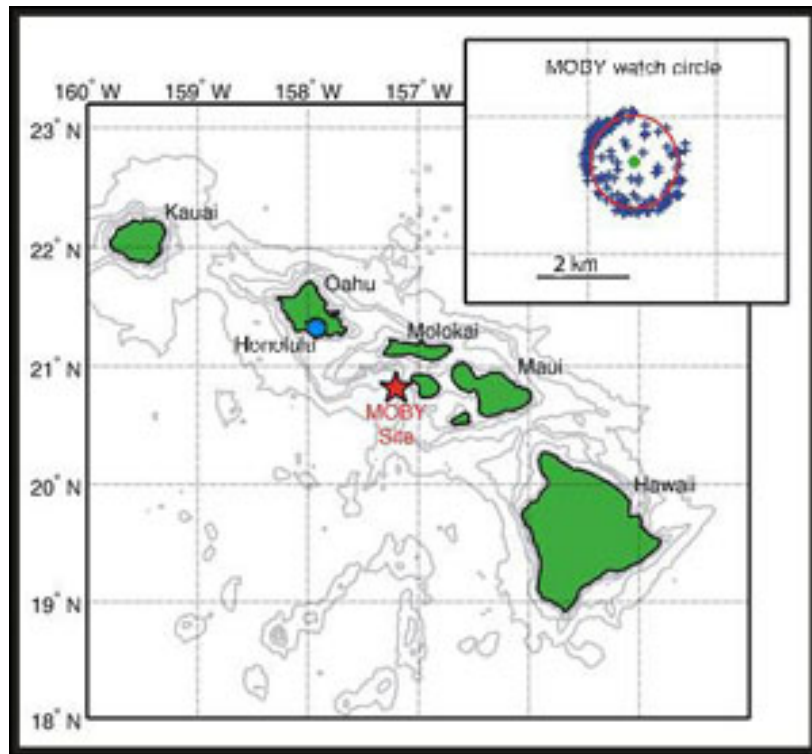 MOBY watch circle
2 km
160° W
159° W
158° W
157° W
23° N
22° N
21° N
20° N
19° N
18° N
Kauai
Oahu
Honolulu
Molokai
Maui
MOBY
Site
Hawaii